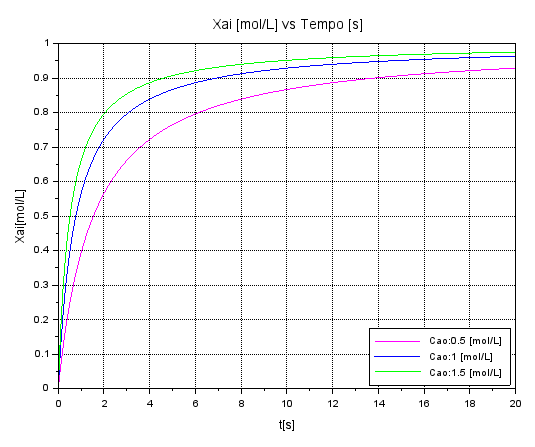 Xai [mol/L] vs Tempo [s]
1
0.9
0.8
0.7
0.6
0.5
0.4
0.3
0.2
0.1
0
Xai[mol/L]
Cao:0.5 [mol/L]
Cao:1 [mol/L]
Cao:1.5 [mol/L]
0 2 4 6 8 10 12 14 16 18 20
t[s]